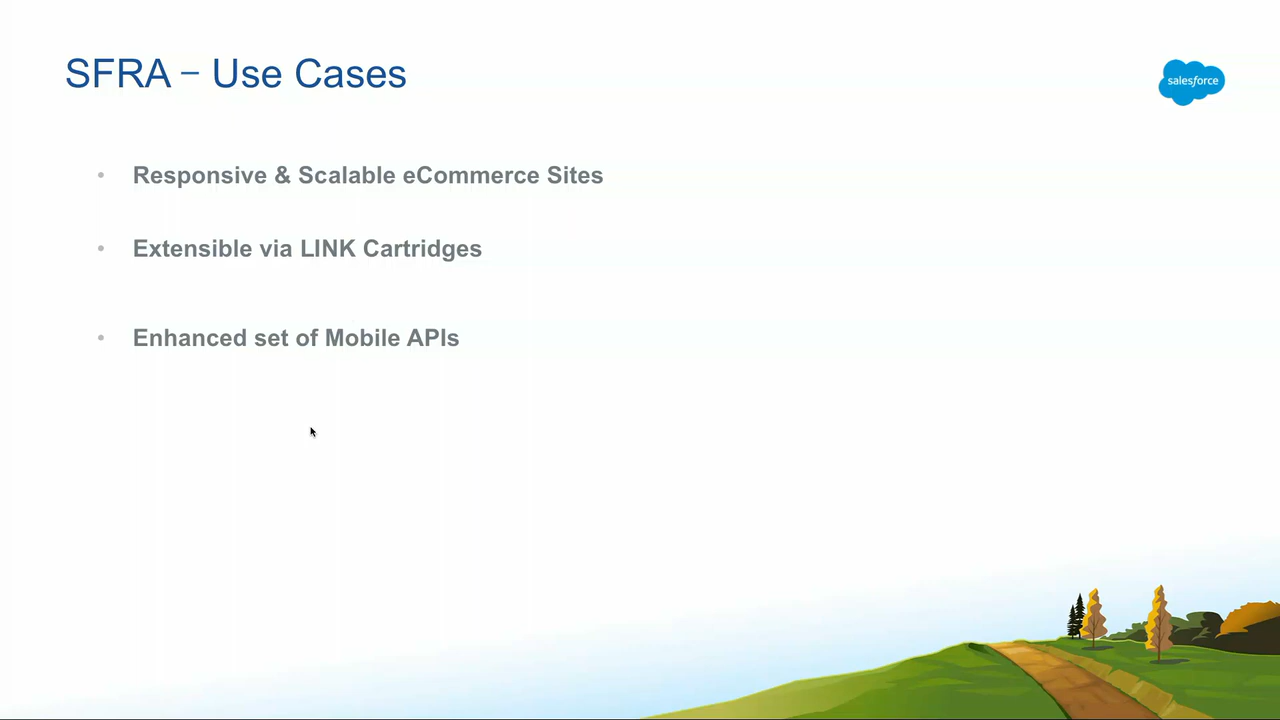 SFRA – Use Cases
salesforce
• Responsive & Scalable eCommerce Sites
• Extensible via LINK Cartridges
• Enhanced set of Mobile APIs